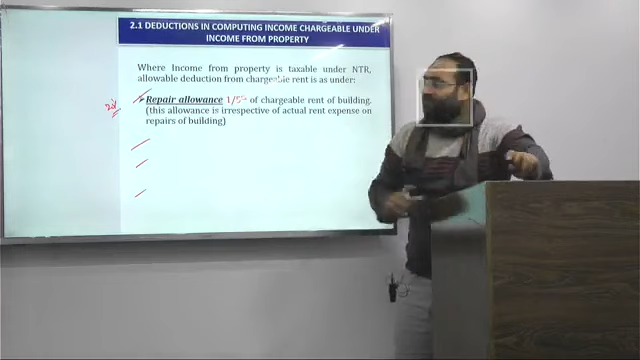 2.1 DEDUCTIONS IN COMPUTING INCOME CHARGEABLE UNDER
INCOME FROM PROPERTY
Where Income from property is taxable under NTR,
allowable deduction from chargeable rent is as under:
Repair allowance 1/5th of chargeable rent of building.
(this allowance is irrespective of actual rent expense on
repairs of building)